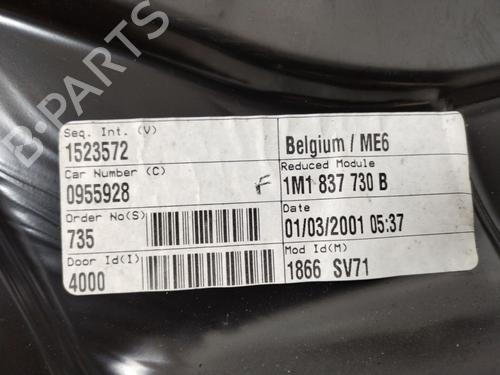 B-PARTS
Seq. Int. (V)
1523572
Car Number (C)
0955928
Order No(S)
735
Door Id(I)
4000
F
Belgium / ME6
Reduced Module
1M1 837 730 B
Date
01/03/2001 05:37
Mod Id(M)
1866 SV71